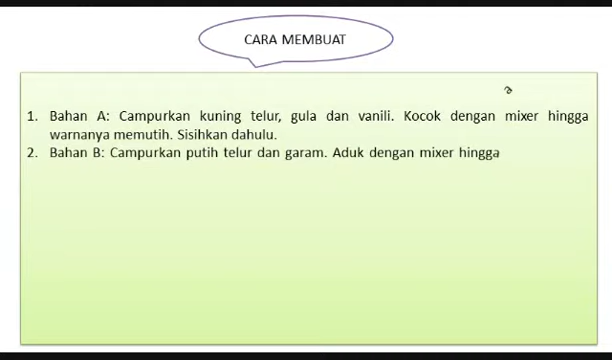 CARA MEMBUAT
1. Bahan A: Campurkan kuning telur, gula dan vanili. Kocok dengan mixer hingga
warnanya memutih. Sisihkan dahulu.
2. Bahan B: Campurkan putih telur dan garam. Aduk dengan mixer hingga